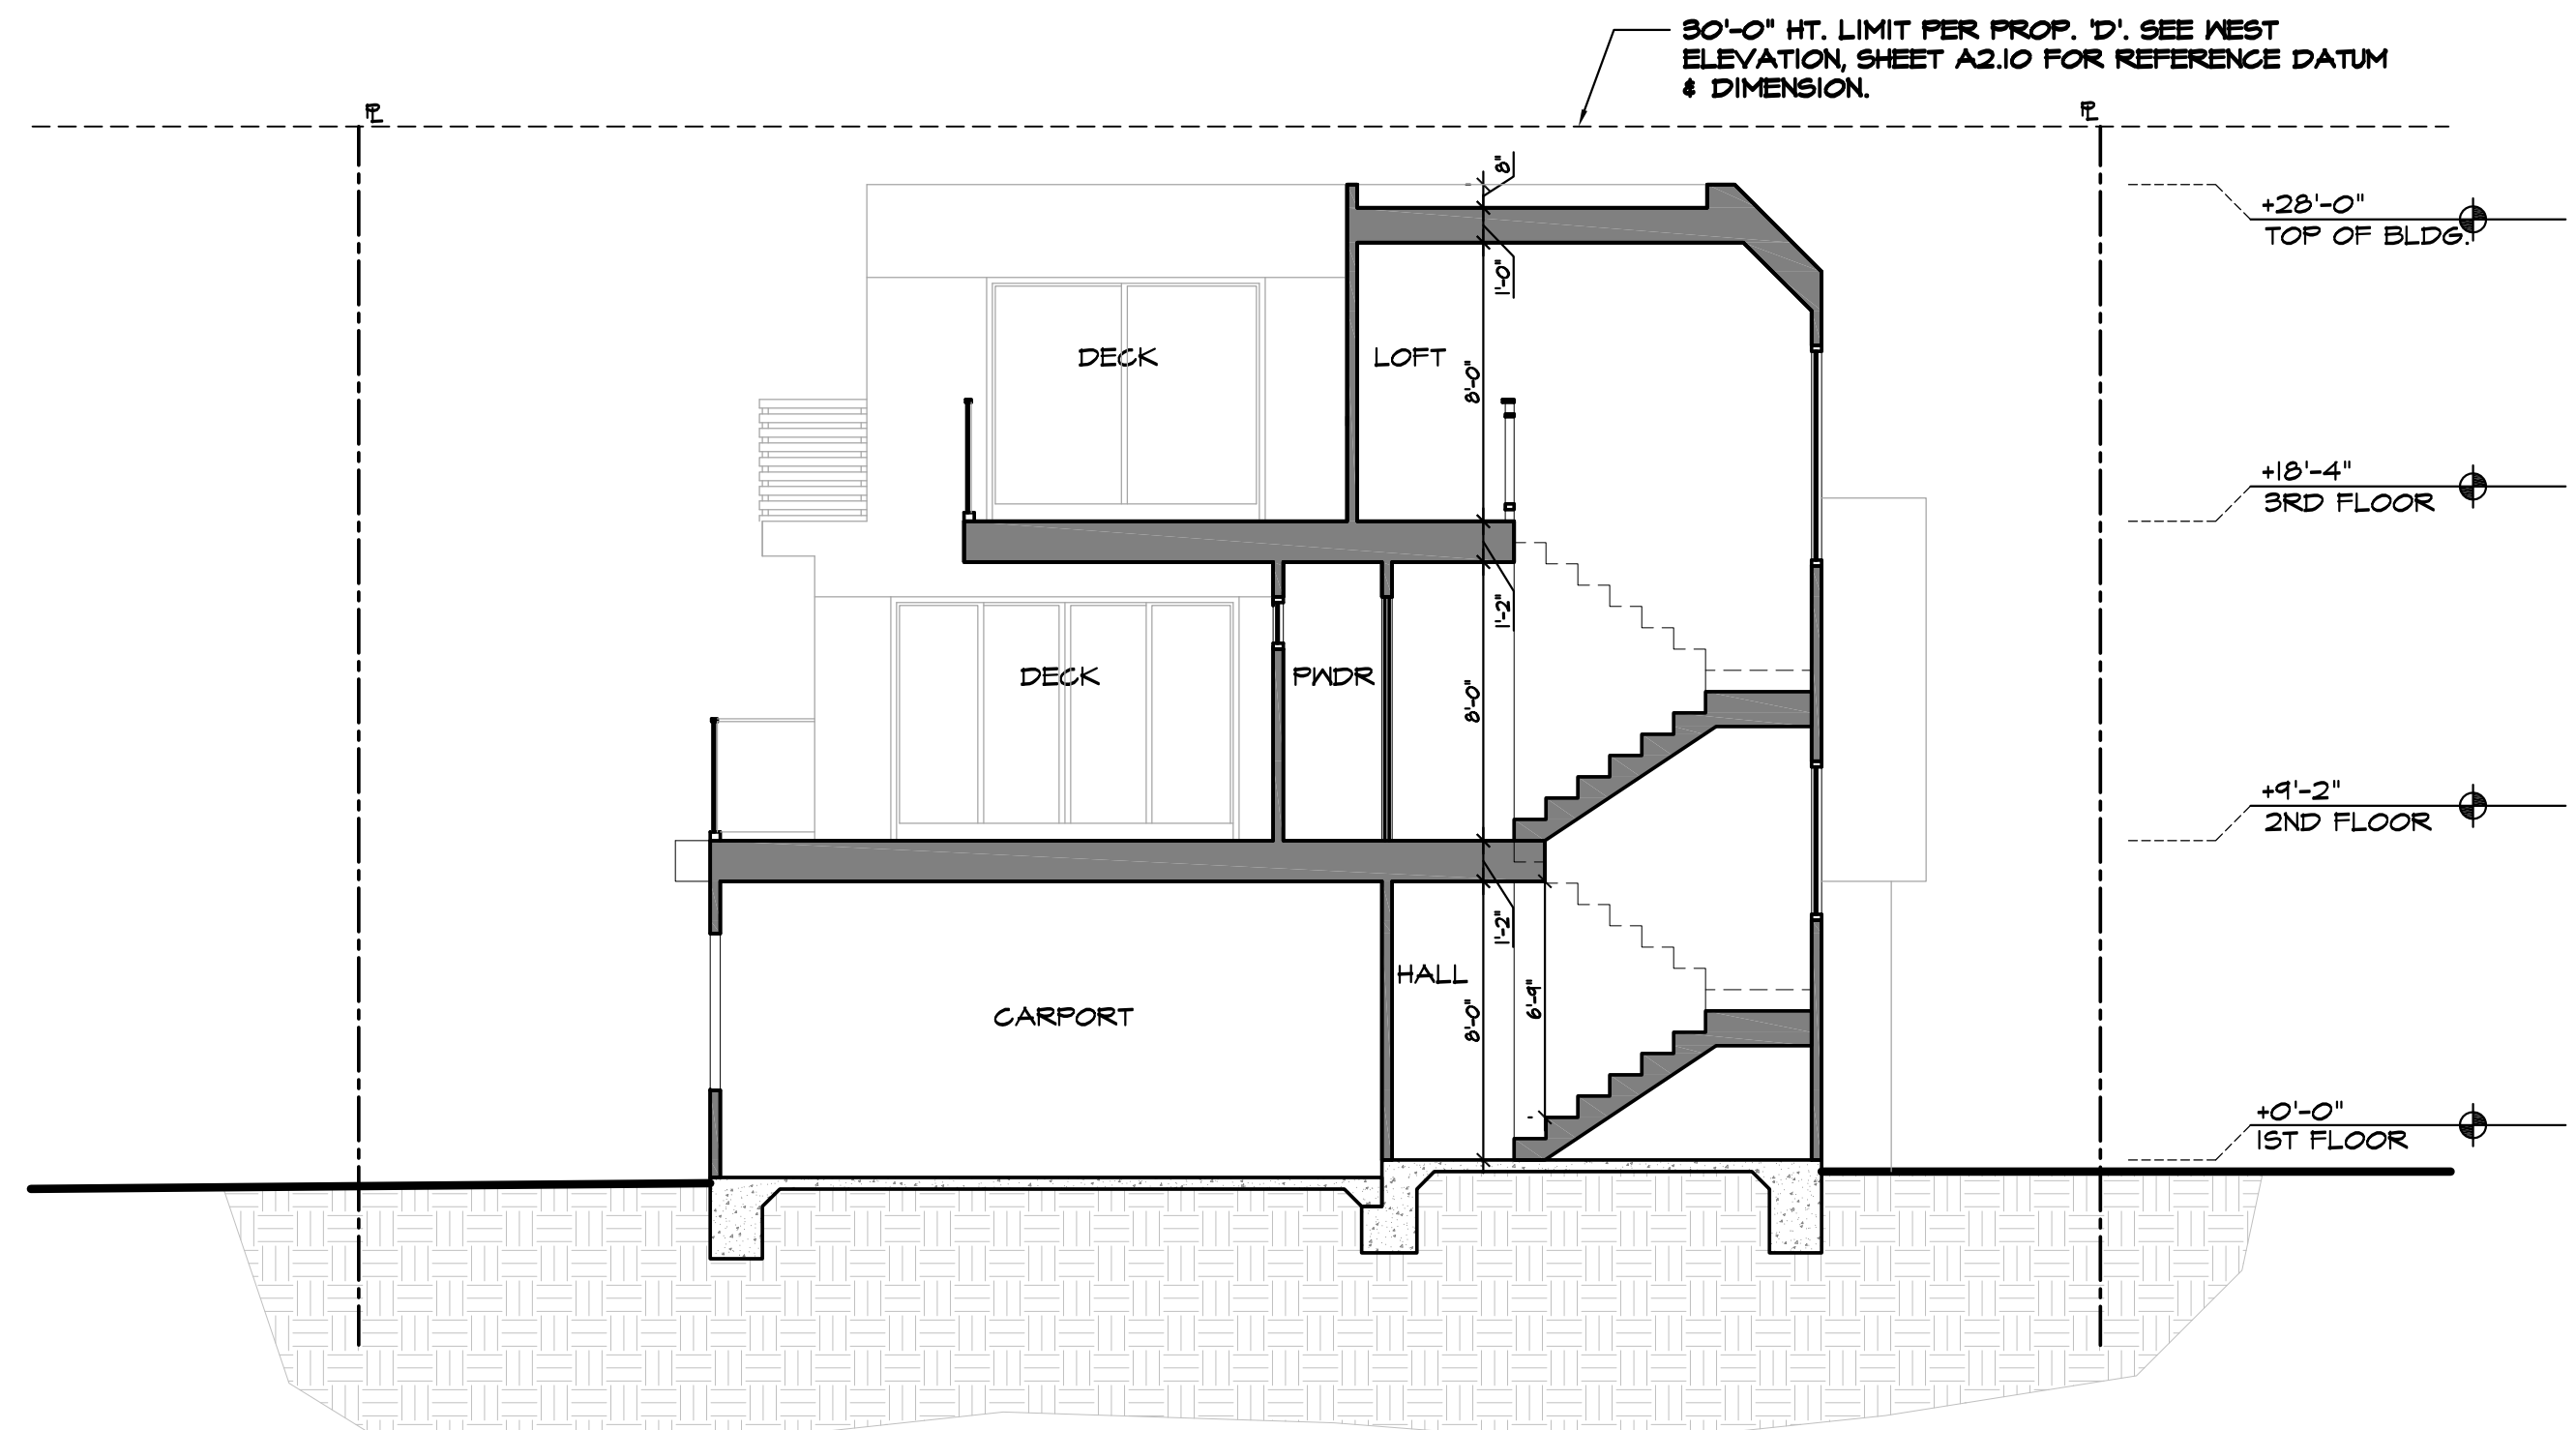 30'-0" HT. LIMIT PER PROP. 'D'. SEE WEST
ELEVATION, SHEET A2.10 FOR REFERENCE DATUM
& DIMENSION.
PL
PL
8"
+28'-0"
TOP OF BLDG.
1'-0"
DECK
LOFT
8'-0"
+18'-4"
3RD FLOOR
1'-2"
DECK
PWDR
8'-0"
+9'-2"
2ND FLOOR
1'-2"
HALL
6'-9"
CARPORT
8'-0"
+0'-0"
1ST FLOOR